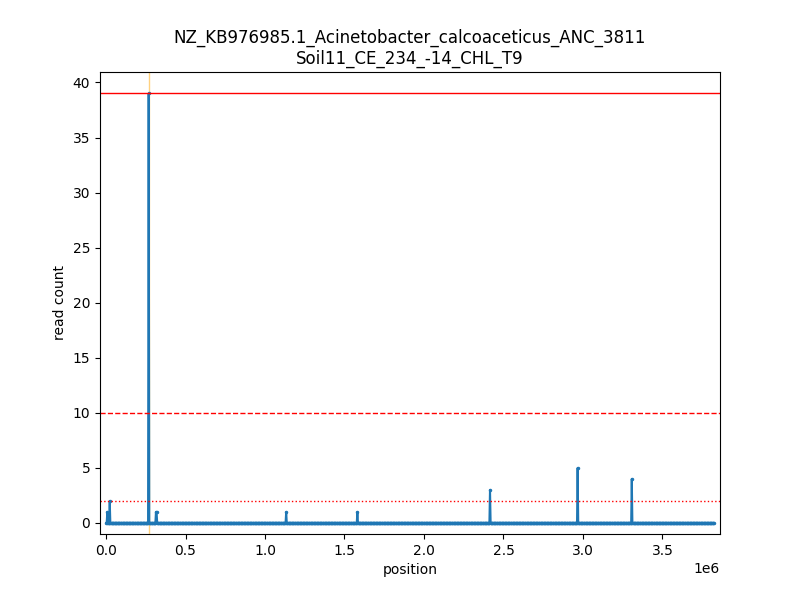 NZ_KB976985.1_Acinetobacter_calcoaceticus_ANC_3811
Soil11_CE_234_-14_CHL_T9
40
35
30
25
20
15
10
5
0
read count
0.0 0.5 1.0 1.5 2.0 2.5 3.0 3.5
1e6
position